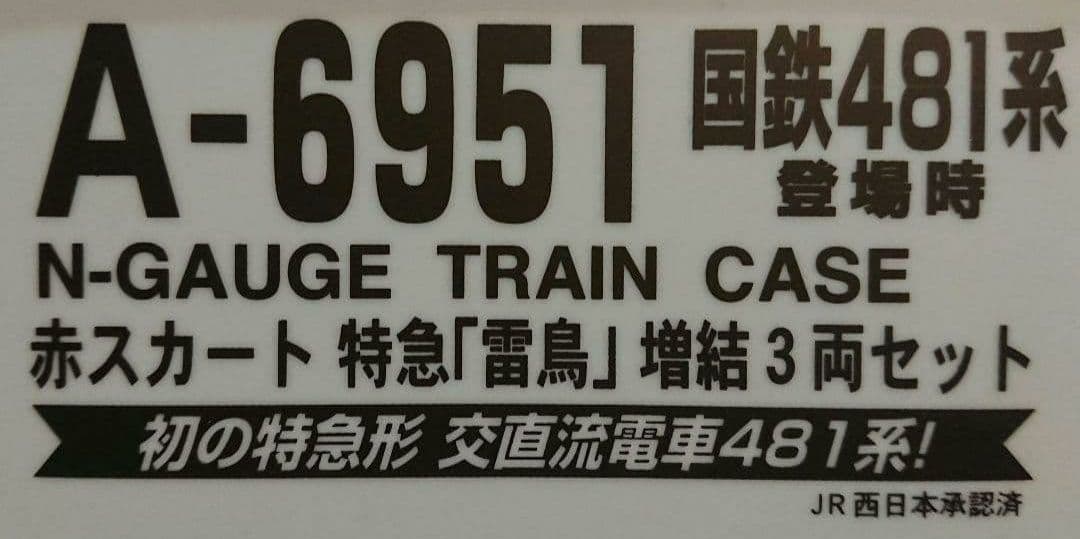 A-6951 国鉄481系
登場時
N-GAUGE TRAIN CASE
赤スカート 特急「雷鳥」増結3両セット
初の特急形 交直流電車481系!
JR西日本承認済